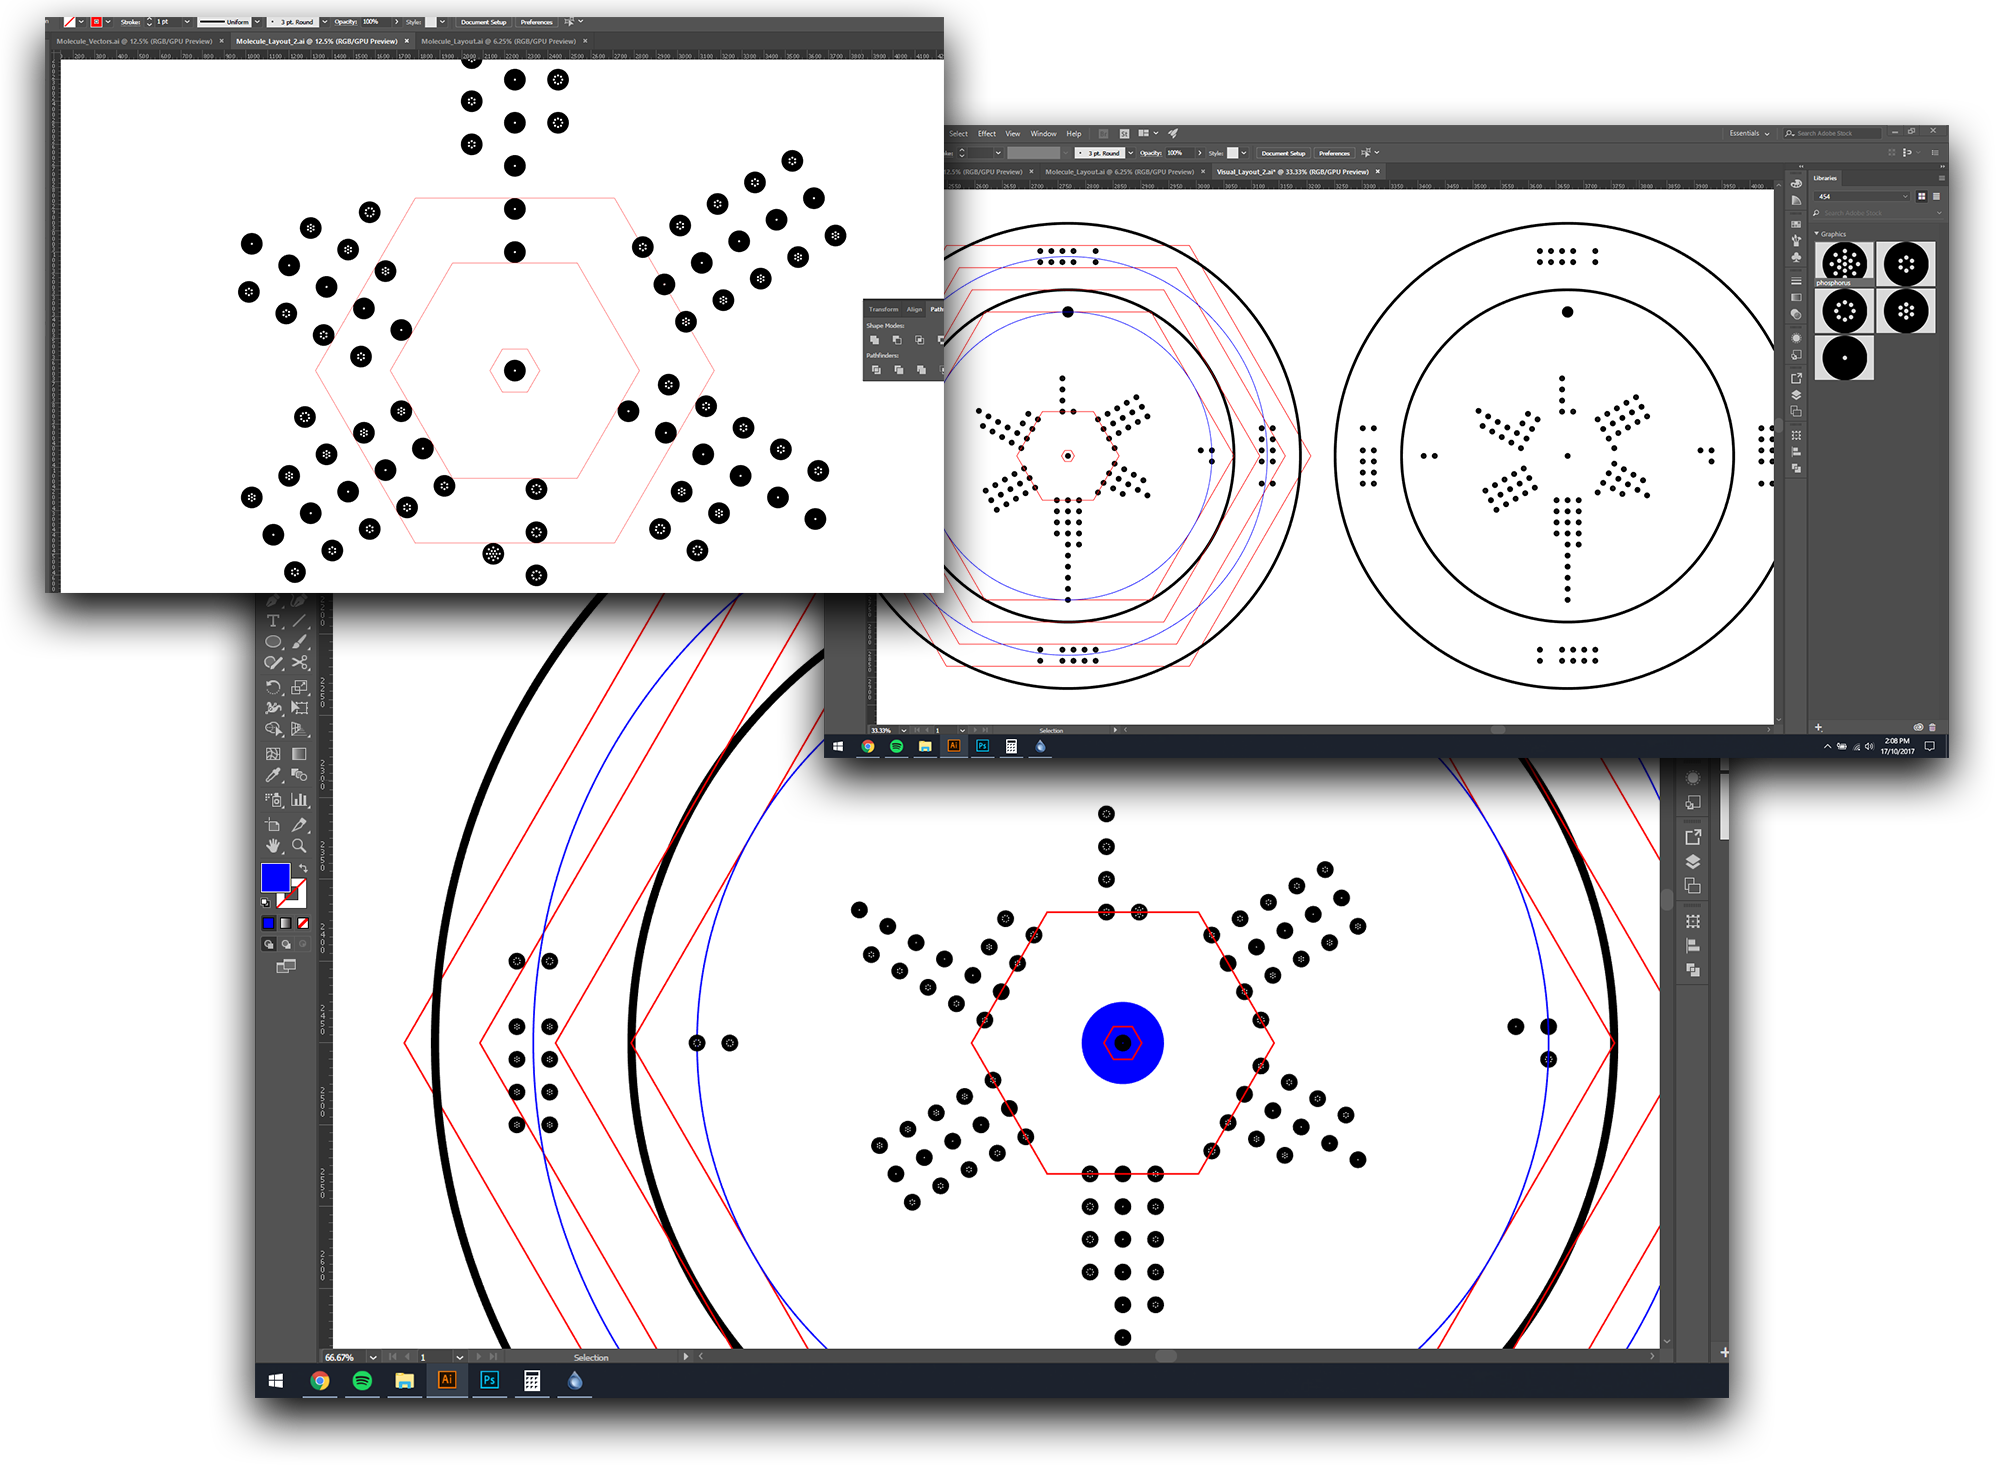 Stroke: 1 pt Uniform 3 pt. Round Opacity: 100% Style: Document Setup Preferences
Molecule_Vectors.ai @ 12.5% (RGB/GPU Preview) × Molecule_Layout_2.ai @ 12.5% (RGB/GPU Preview) × Molecule_Layout.ai @ 6.25% (RGB/GPU Preview) ×
Transform Align Path
Shape Modes:
Pathfinders:
Select Effect View Window Help Br St Essentials Search Adobe Stock
3 pt. Round Opacity: 100% Style: Document Setup Preferences
2.5% (RGB/GPU Preview) × Molecule_Layout.ai @ 6.25% (RGB/GPU Preview) × Visual_Layout_2.ai* @ 33.33% (RGB/GPU Preview) ×
Libraries
454
Search Adobe Stock
Graphics
phosphorus
33.33% 1 Selection
Ai Ps
2:08 PM
17/10/2017
66.67% 1 Selection
Ai Ps